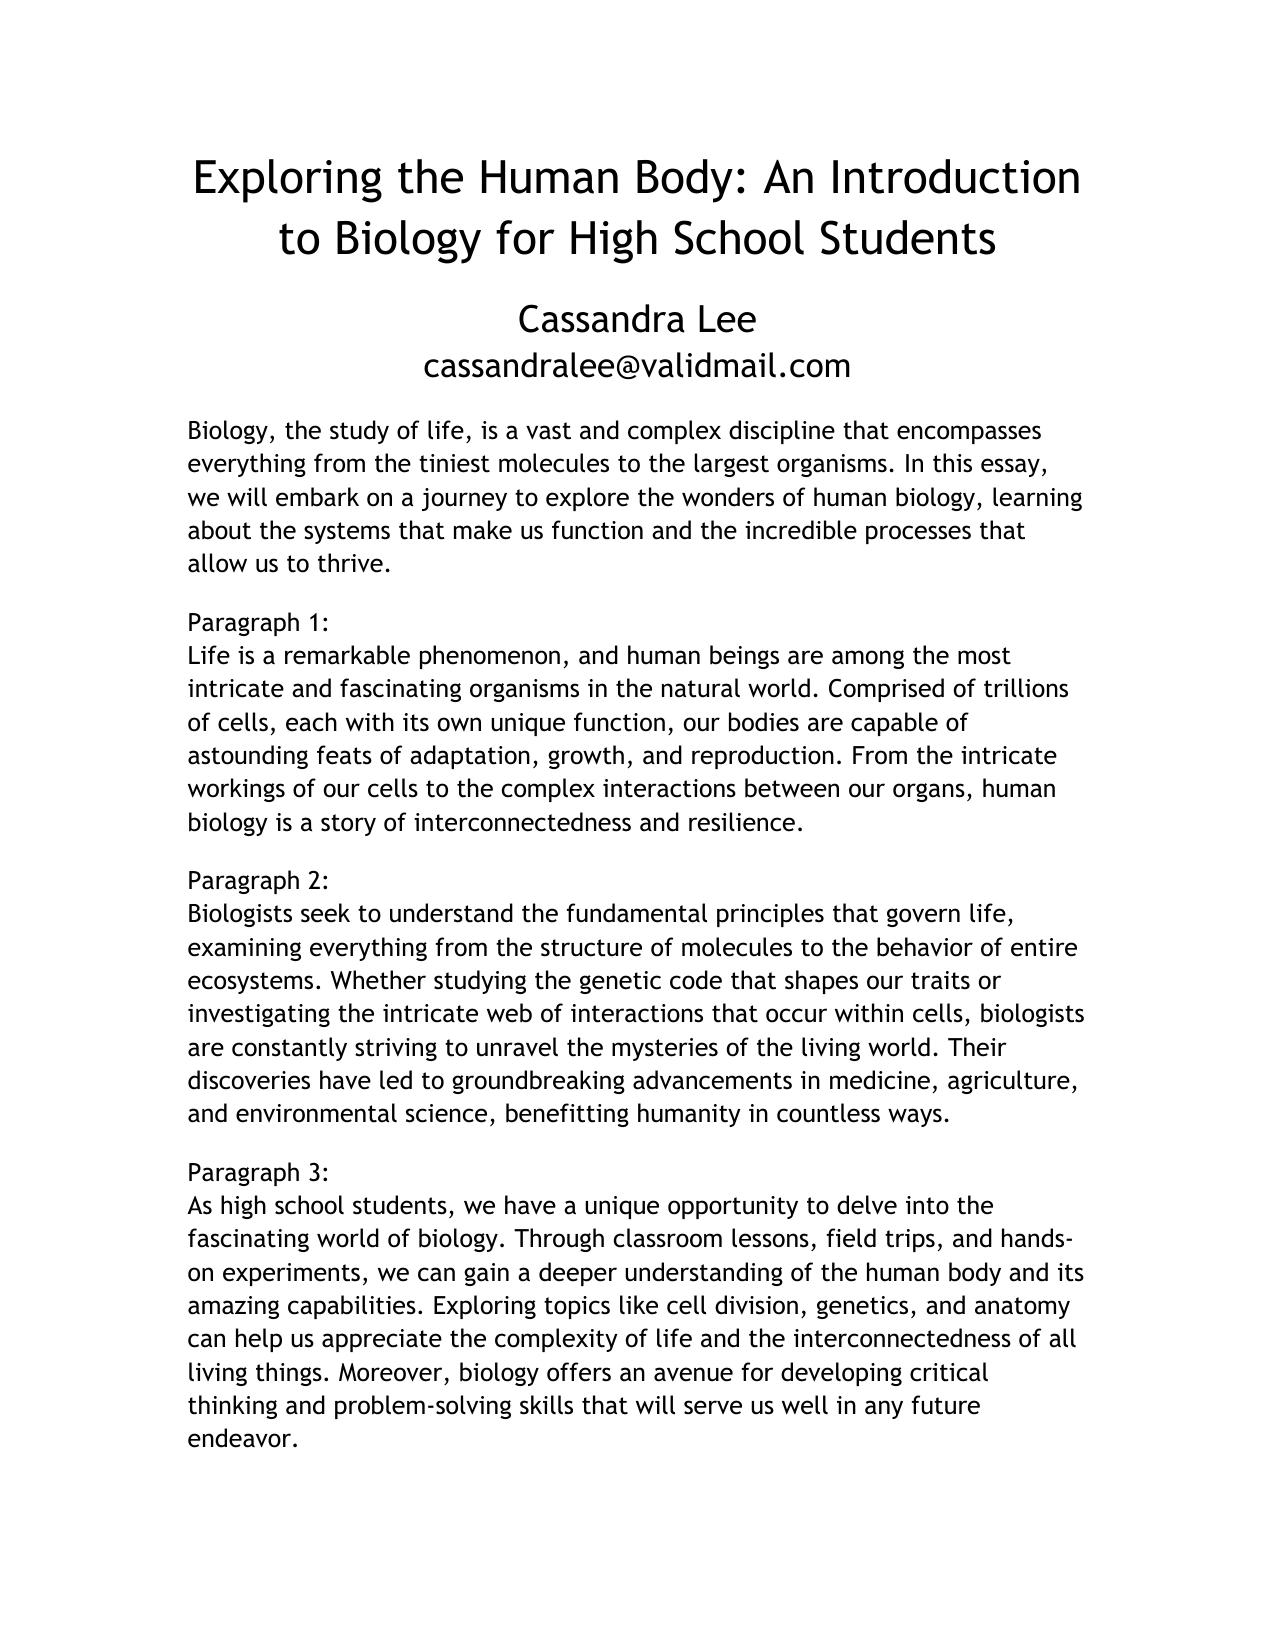 Exploring the Human Body: An Introduction
to Biology for High School Students
Cassandra Lee
cassandralee@validmail.com
Biology, the study of life, is a vast and complex discipline that encompasses
everything from the tiniest molecules to the largest organisms. In this essay,
we will embark on a journey to explore the wonders of human biology, learning
about the systems that make us function and the incredible processes that
allow us to thrive.
Paragraph 1:
Life is a remarkable phenomenon, and human beings are among the most
intricate and fascinating organisms in the natural world. Comprised of trillions
of cells, each with its own unique function, our bodies are capable of
astounding feats of adaptation, growth, and reproduction. From the intricate
workings of our cells to the complex interactions between our organs, human
biology is a story of interconnectedness and resilience.
Paragraph 2:
Biologists seek to understand the fundamental principles that govern life,
examining everything from the structure of molecules to the behavior of entire
ecosystems. Whether studying the genetic code that shapes our traits or
investigating the intricate web of interactions that occur within cells, biologists
are constantly striving to unravel the mysteries of the living world. Their
discoveries have led to groundbreaking advancements in medicine, agriculture,
and environmental science, benefitting humanity in countless ways.
Paragraph 3:
As high school students, we have a unique opportunity to delve into the
fascinating world of biology. Through classroom lessons, field trips, and hands-
on experiments, we can gain a deeper understanding of the human body and its
amazing capabilities. Exploring topics like cell division, genetics, and anatomy
can help us appreciate the complexity of life and the interconnectedness of all
living things. Moreover, biology offers an avenue for developing critical
thinking and problem-solving skills that will serve us well in any future
endeavor.